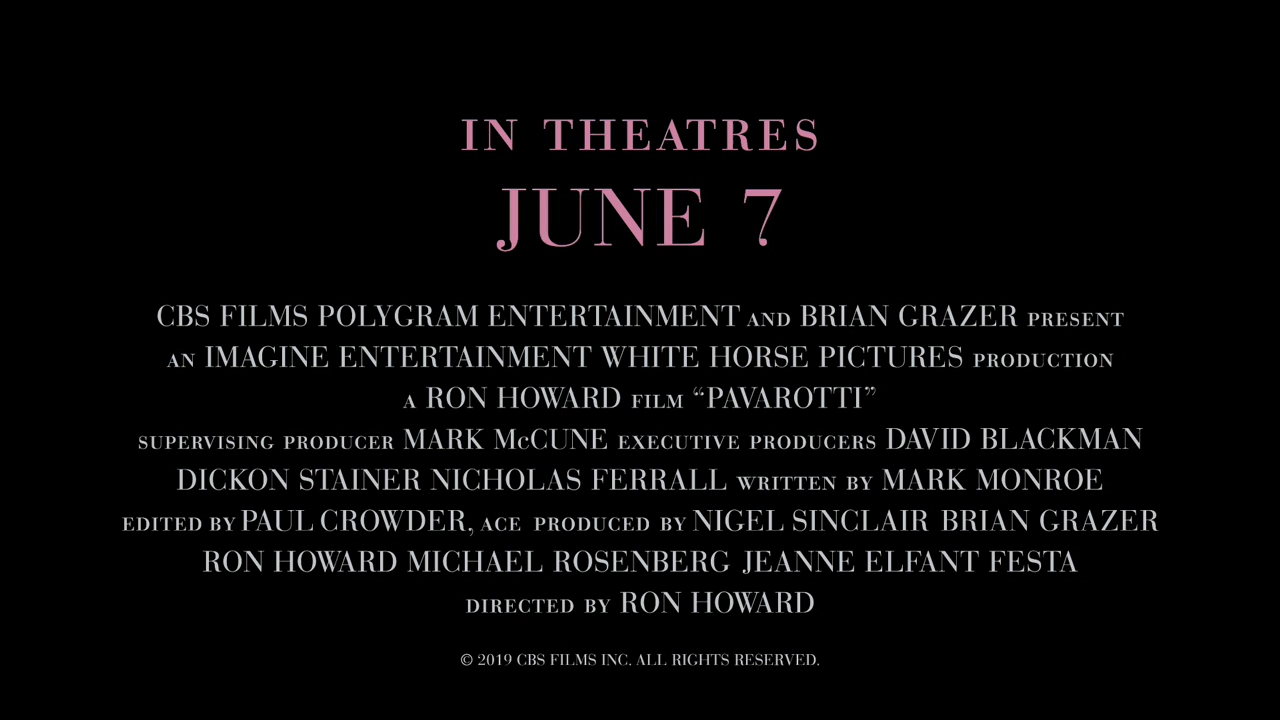 IN THEATRES
JUNE 7
CBS FILMS POLYGRAM ENTERTAINMENT AND BRIAN GRAZER PRESENT
AN IMAGINE ENTERTAINMENT WHITE HORSE PICTURES PRODUCTION
A RON HOWARD FILM “PAVAROTTI”
SUPERVISING PRODUCER MARK McCUNE EXECUTIVE PRODUCERS DAVID BLACKMAN
DICKON STAINER NICHOLAS FERRALL WRITTEN BY MARK MONROE
EDITED BY PAUL CROWDER, ACE PRODUCED BY NIGEL SINCLAIR BRIAN GRAZER
RON HOWARD MICHAEL ROSENBERG JEANNE ELFANT FESTA
DIRECTED BY RON HOWARD
© 2019 CBS FILMS INC. ALL RIGHTS RESERVED.